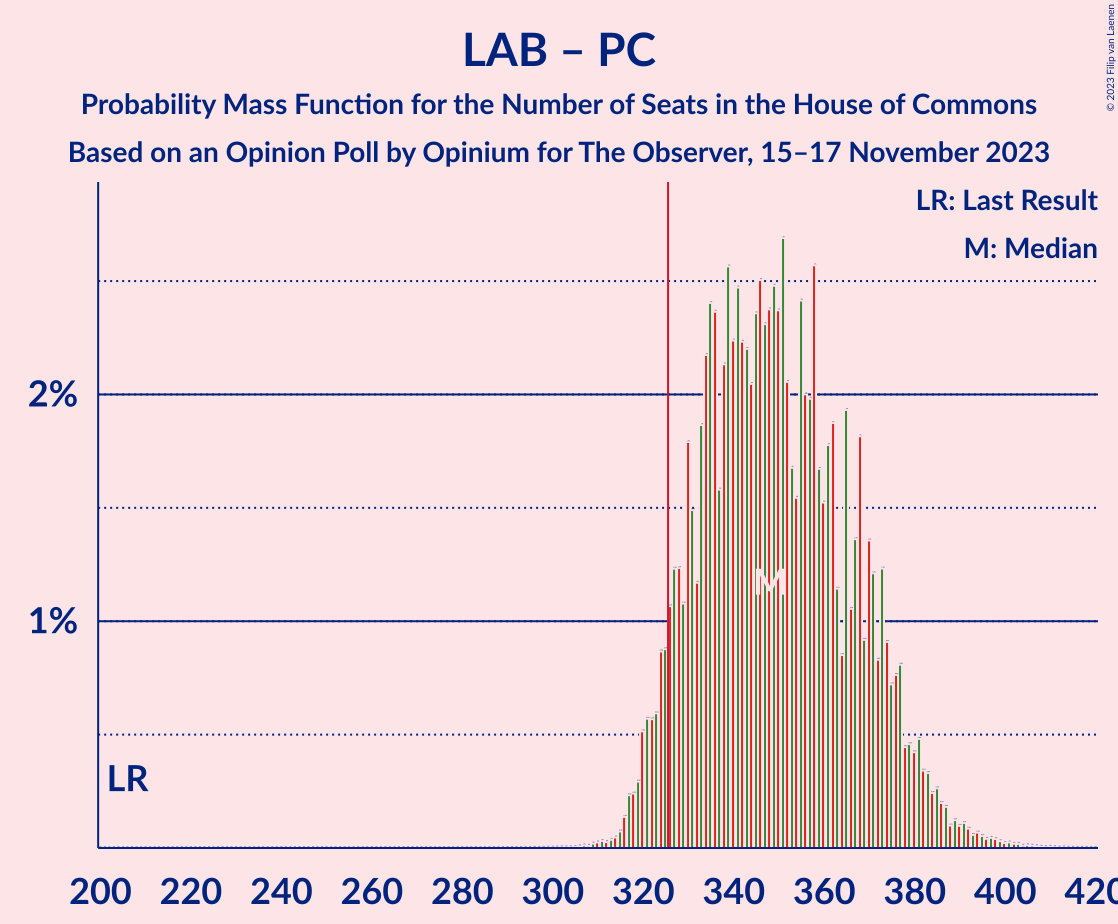 LAB – PC
Probability Mass Function for the Number of Seats in the House of Commons
Based on an Opinion Poll by Opinium for The Observer, 15–17 November 2023
© 2023 Filip van Laenen
LR: Last Result
M: Median
2%
1%
M
LR
200 220 240 260 280 300 320 340 360 380 400 420